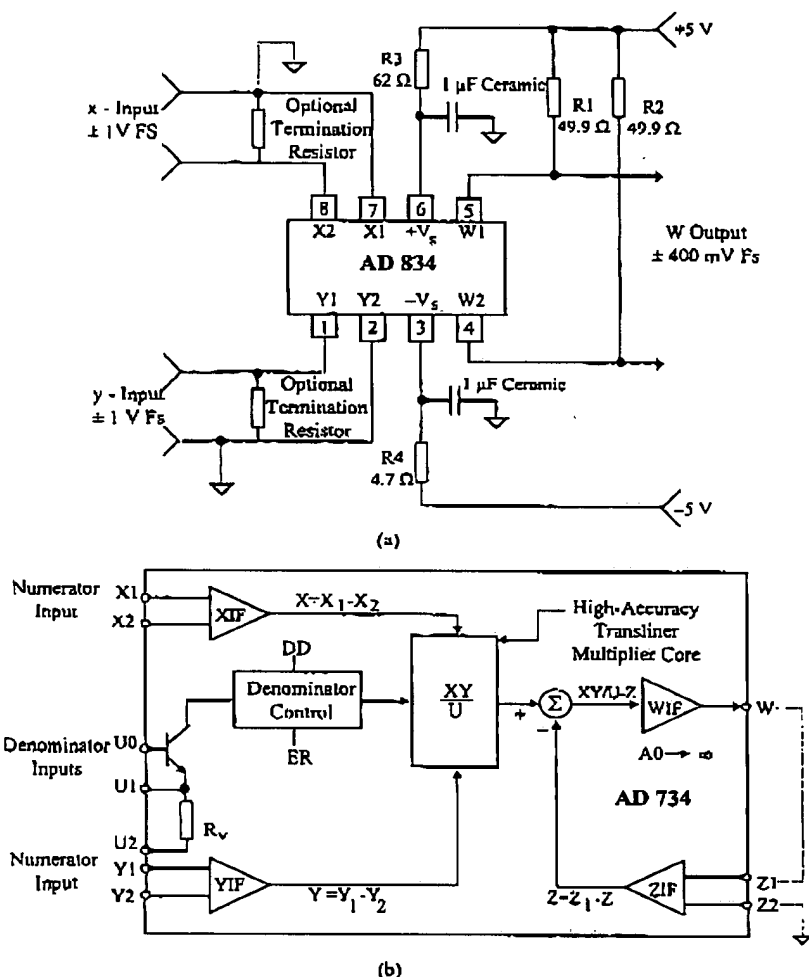 +5 V
R3
62 Ω
1 µF Ceramic
R1
49.9 Ω
R2
49.9 Ω
x - Input
± 1V FS
Optional
Termination
Resistor
8
7
6
5
X2
X1
+Vs
W1
AD 834
Y1
Y2
−Vs
W2
1
2
3
4
W Output
± 400 mV Fs
y - Input
± 1 V Fs
Optional
Termination
Resistor
1 µF Ceramic
R4
4.7 Ω
−5 V
(a)
Numerator
Input
X1
X2
XIF
X=X1-X2
High-Accuracy
Transliner
Multiplier Core
DD
Denominator
Control
ER
XY
U
+
Σ
−
XY/U-Z
WIF
W
A0 → ∞
Denominator
Inputs
U0
U1
U2
Rv
AD 734
Numerator
Input
Y1
Y2
YIF
Y =Y1-Y2
Z=Z1-Z
ZIF
Z1
Z2
(b)